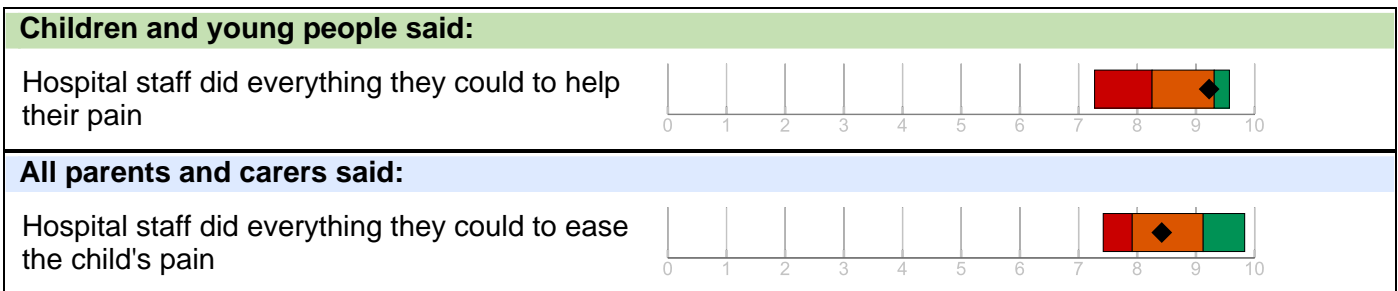 Children and young people said:
Hospital staff did everything they could to help
their pain
0 1 2 3 4 5 6 7 8 9 10
All parents and carers said:
Hospital staff did everything they could to ease
the child's pain
0 1 2 3 4 5 6 7 8 9 10